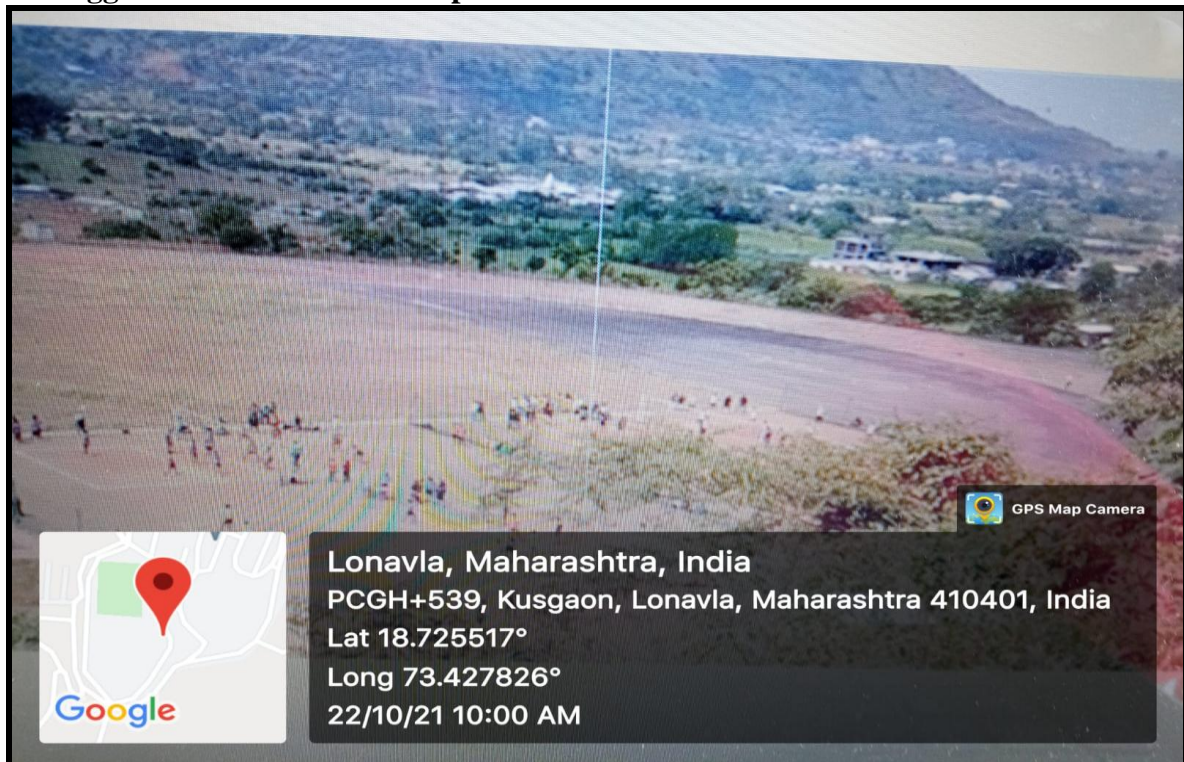 GPS Map Camera
Lonavla, Maharashtra, India
PCGH+539, Kusgaon, Lonavla, Maharashtra 410401, India
Lat 18.725517°
Long 73.427826°
22/10/21 10:00 AM
Google